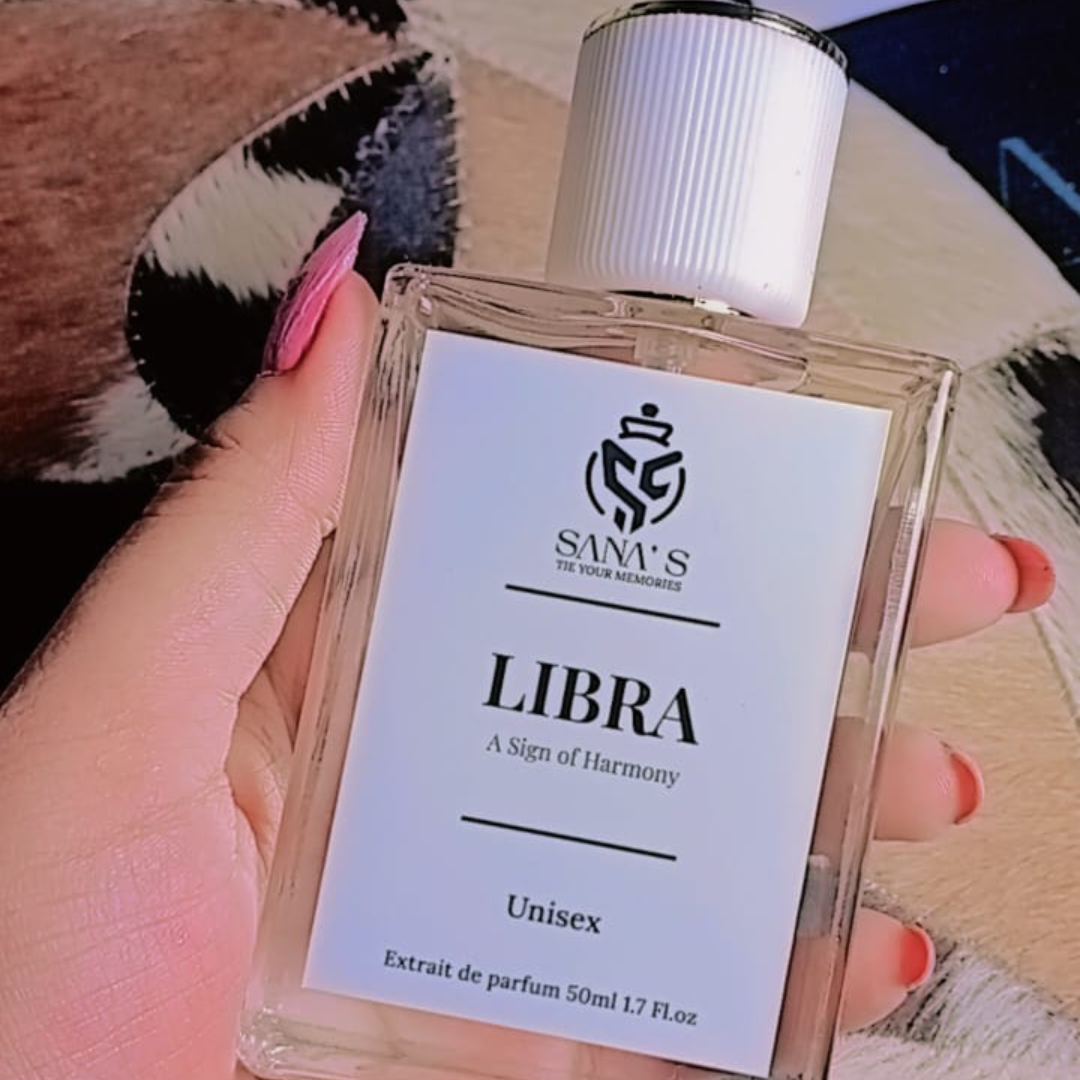 SANA'S
TIE YOUR MEMORIES
LIBRA
A Sign of Harmony
Unisex
Extrait de parfum 50ml 1.7 Fl.oz